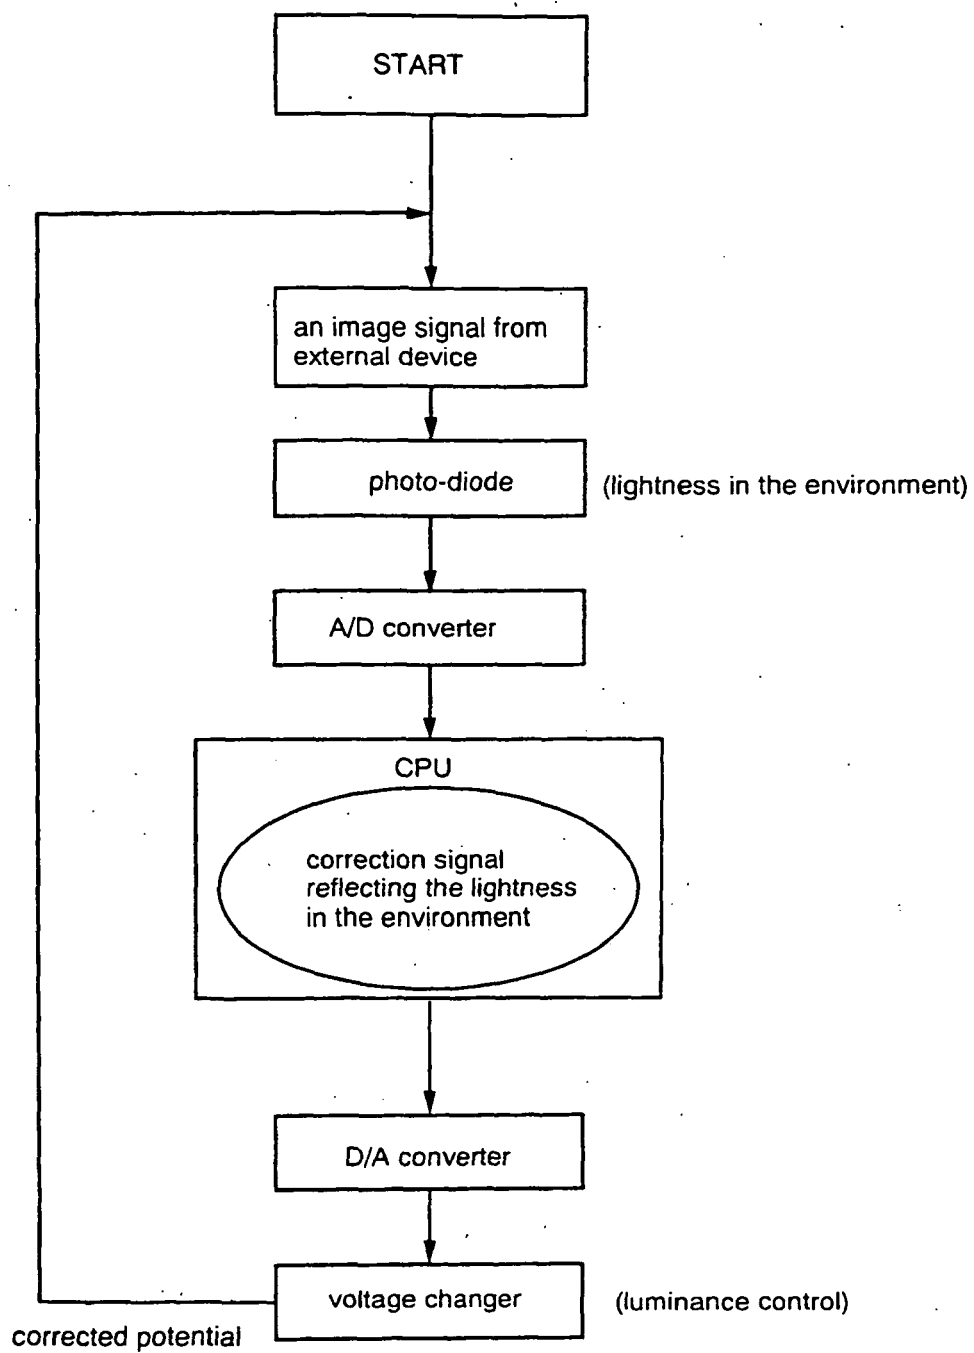 START
an image signal from
external device
photo-diode
(lightness in the environment)
A/D converter
CPU
correction signal
reflecting the lightness
in the environment
D/A converter
voltage changer
(luminance control)
corrected potential